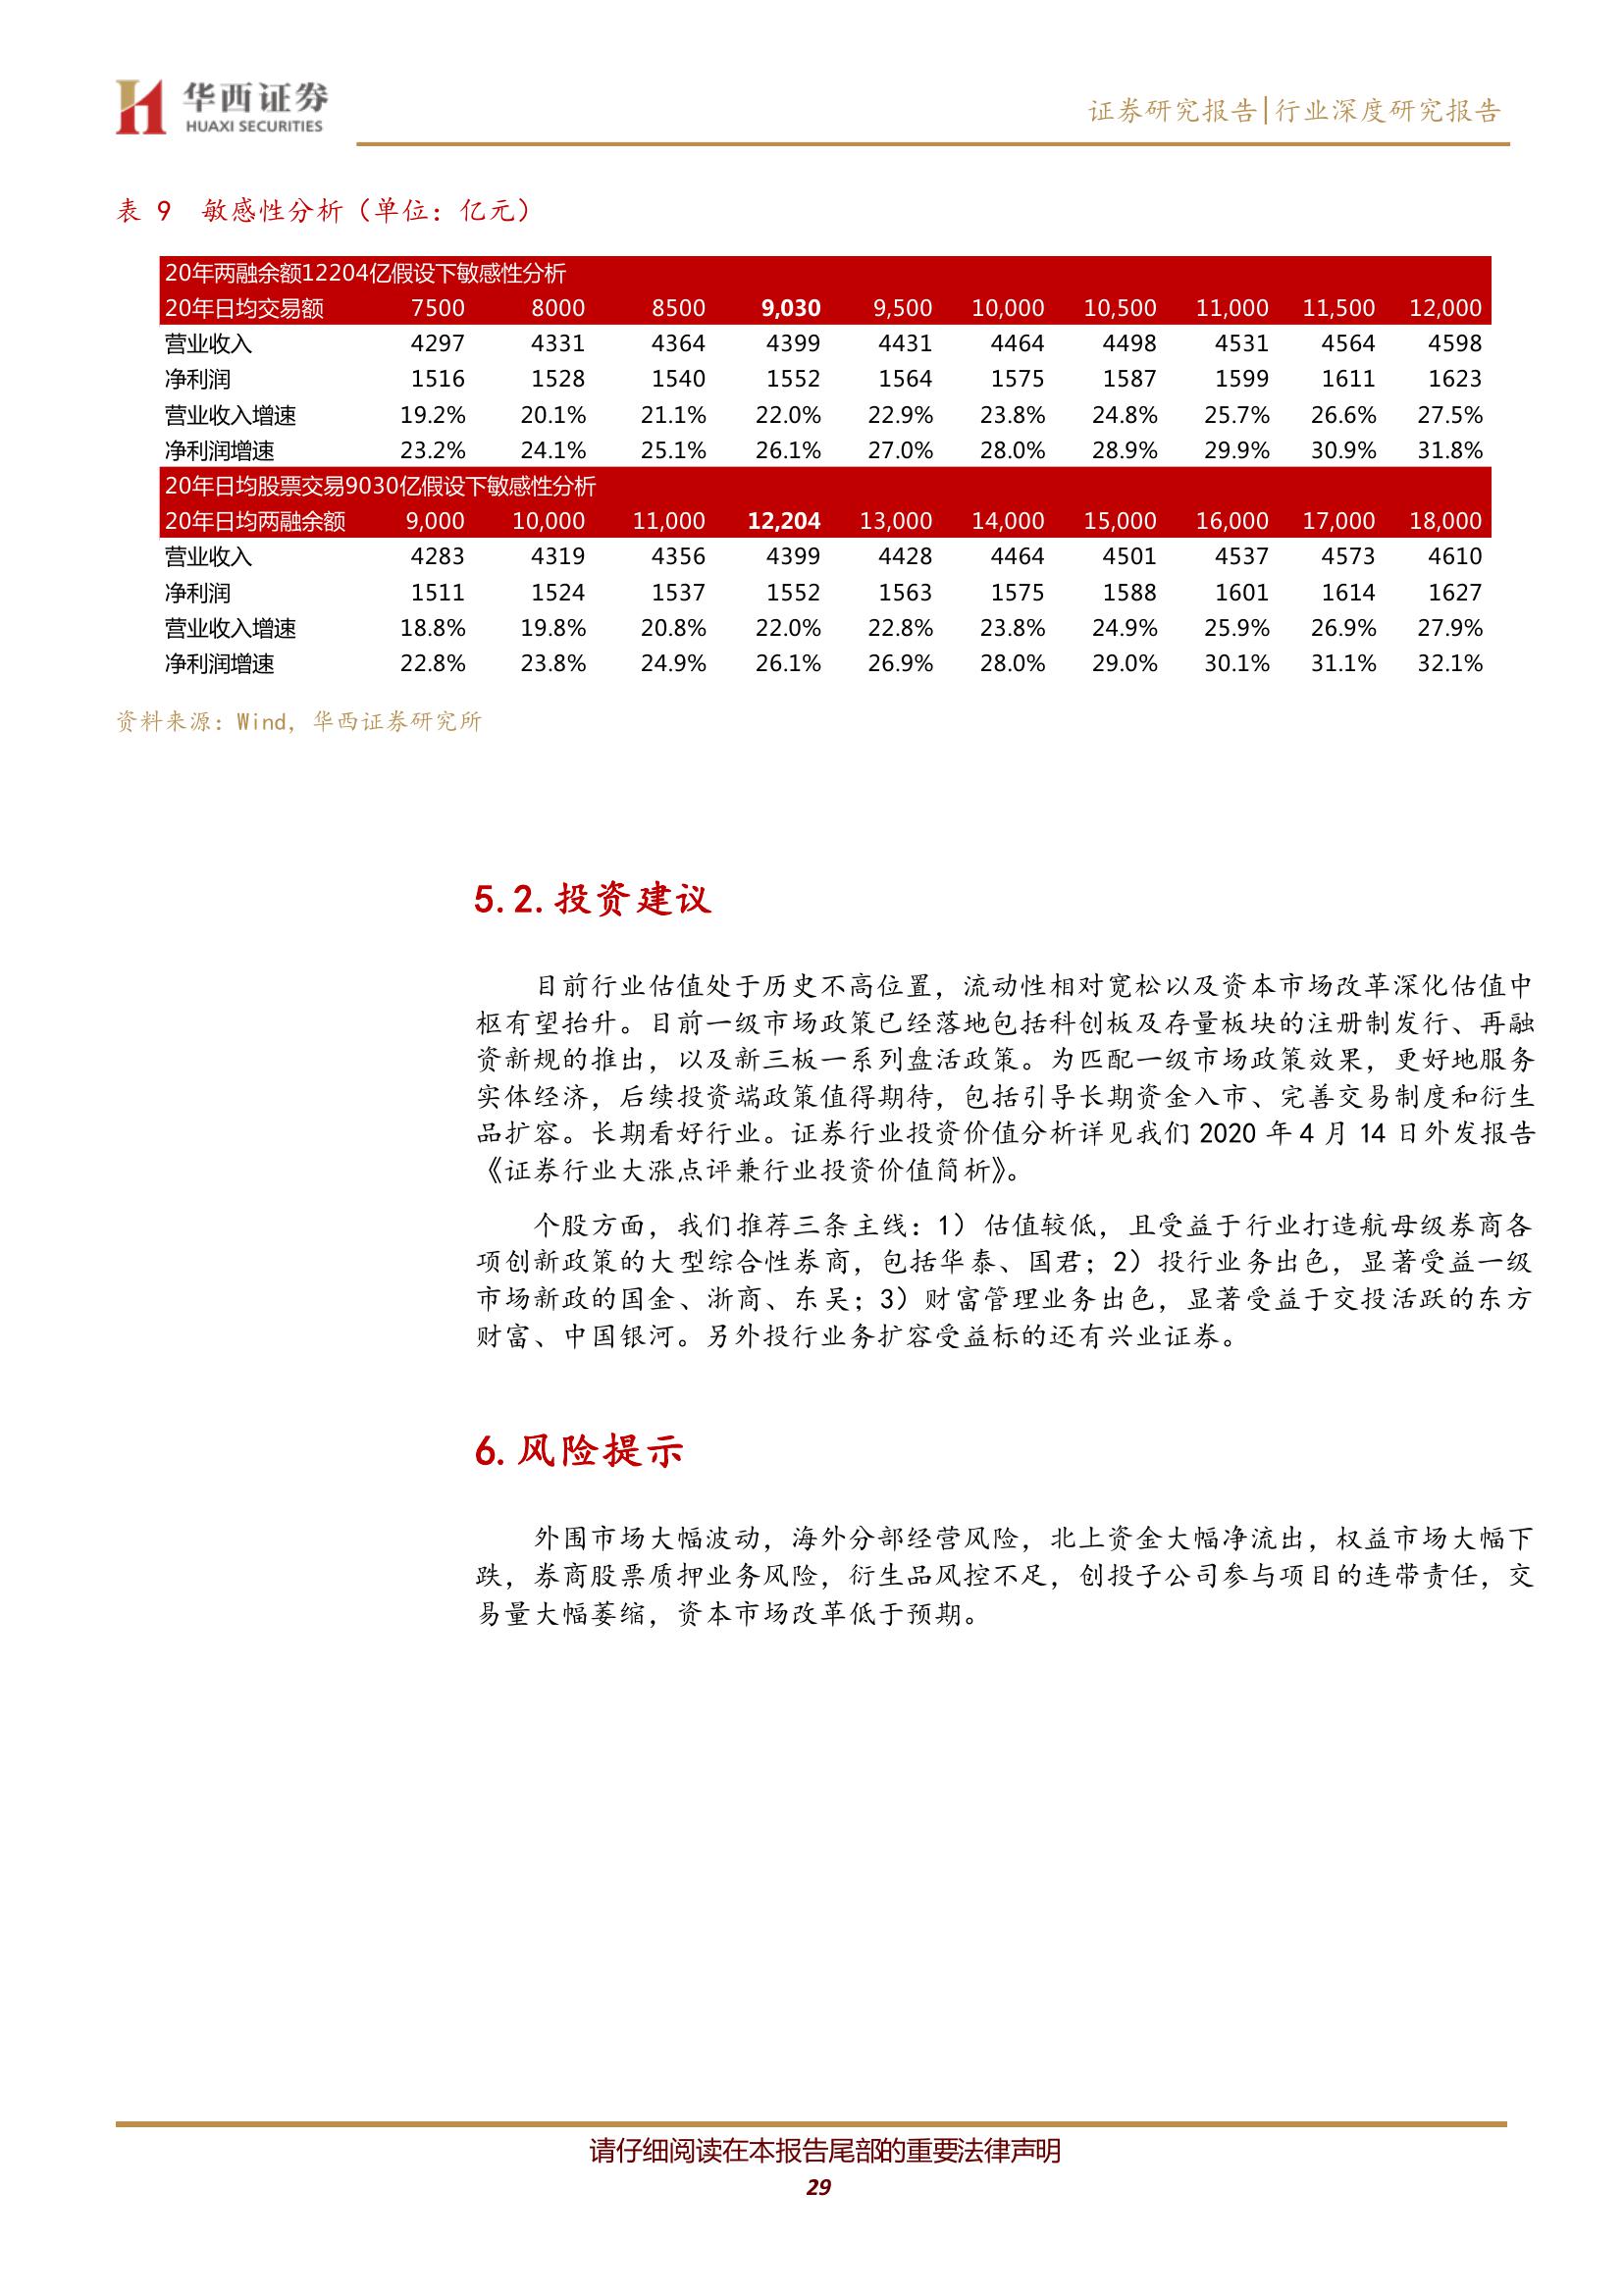 华西证券
HUAXI SECURITIES
证券研究报告|行业深度研究报告
表 9 敏感性分析（单位：亿元）
20年两融余额12204亿假设下敏感性分析
20年日均交易额 7500 8000 8500 9,030 9,500 10,000 10,500 11,000 11,500 12,000
营业收入 4297 4331 4364 4399 4431 4464 4498 4531 4564 4598
净利润 1516 1528 1540 1552 1564 1575 1587 1599 1611 1623
营业收入增速 19.2% 20.1% 21.1% 22.0% 22.9% 23.8% 24.8% 25.7% 26.6% 27.5%
净利润增速 23.2% 24.1% 25.1% 26.1% 27.0% 28.0% 28.9% 29.9% 30.9% 31.8%
20年日均股票交易9030亿假设下敏感性分析
20年日均两融余额 9,000 10,000 11,000 12,204 13,000 14,000 15,000 16,000 17,000 18,000
营业收入 4283 4319 4356 4399 4428 4464 4501 4537 4573 4610
净利润 1511 1524 1537 1552 1563 1575 1588 1601 1614 1627
营业收入增速 18.8% 19.8% 20.8% 22.0% 22.8% 23.8% 24.9% 25.9% 26.9% 27.9%
净利润增速 22.8% 23.8% 24.9% 26.1% 26.9% 28.0% 29.0% 30.1% 31.1% 32.1%
资料来源：Wind，华西证券研究所
5.2.投资建议
目前行业估值处于历史不高位置，流动性相对宽松以及资本市场改革深化估值中
枢有望抬升。目前一级市场政策已经落地包括科创板及存量板块的注册制发行、再融
资新规的推出，以及新三板一系列盘活政策。为匹配一级市场政策效果，更好地服务
实体经济，后续投资端政策值得期待，包括引导长期资金入市、完善交易制度和衍生
品扩容。长期看好行业。证券行业投资价值分析详见我们 2020 年 4 月 14 日外发报告
《证券行业大涨点评兼行业投资价值简析》。
个股方面，我们推荐三条主线：1）估值较低，且受益于行业打造航母级券商各
项创新政策的大型综合性券商，包括华泰、国君；2）投行业务出色，显著受益一级
市场新政的国金、浙商、东吴；3）财富管理业务出色，显著受益于交投活跃的东方
财富、中国银河。另外投行业务扩容受益标的还有兴业证券。
6.风险提示
外围市场大幅波动，海外分部经营风险，北上资金大幅净流出，权益市场大幅下
跌，券商股票质押业务风险，衍生品风控不足，创投子公司参与项目的连带责任，交
易量大幅萎缩，资本市场改革低于预期。
请仔细阅读在本报告尾部的重要法律声明
29